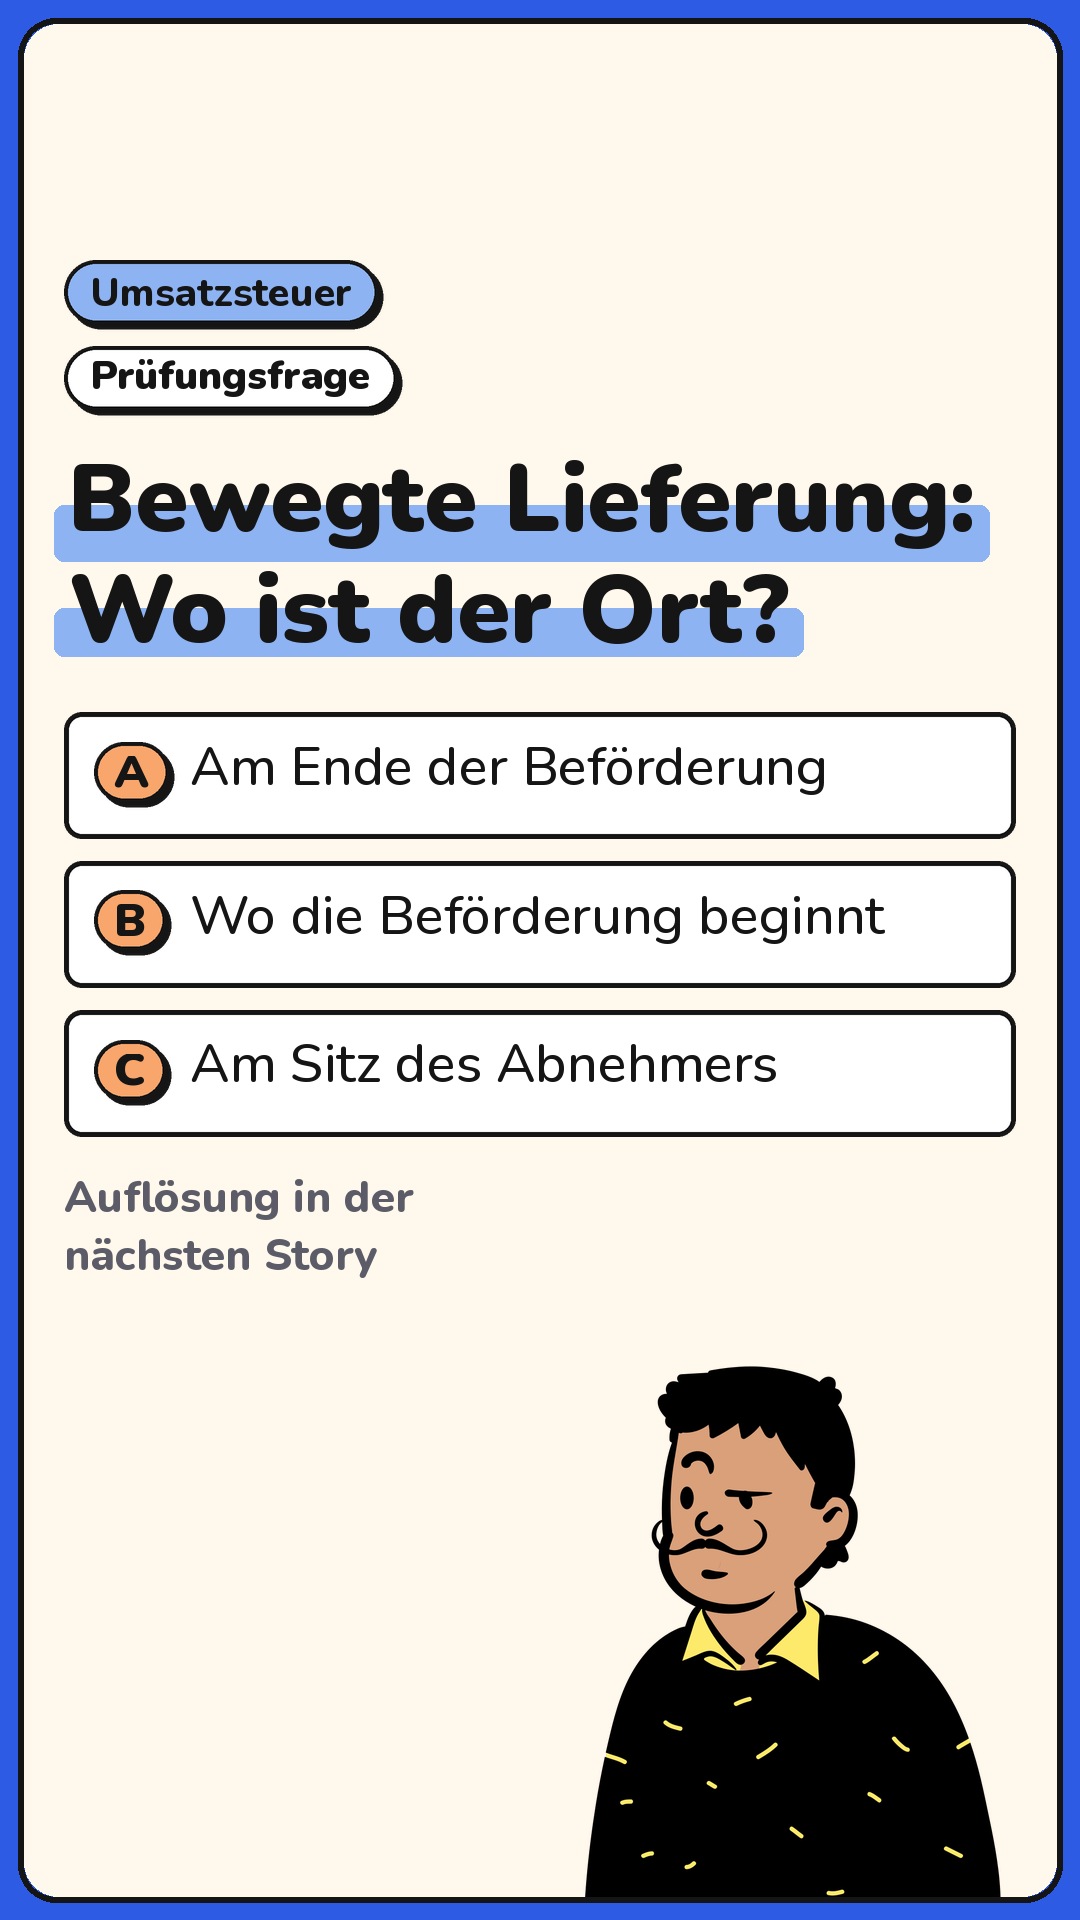 Umsatzsteuer
Prüfungsfrage
Bewegte Lieferung:
Wo ist der Ort?
A Am Ende der Beförderung
B Wo die Beförderung beginnt
C Am Sitz des Abnehmers
Auflösung in der
nächsten Story